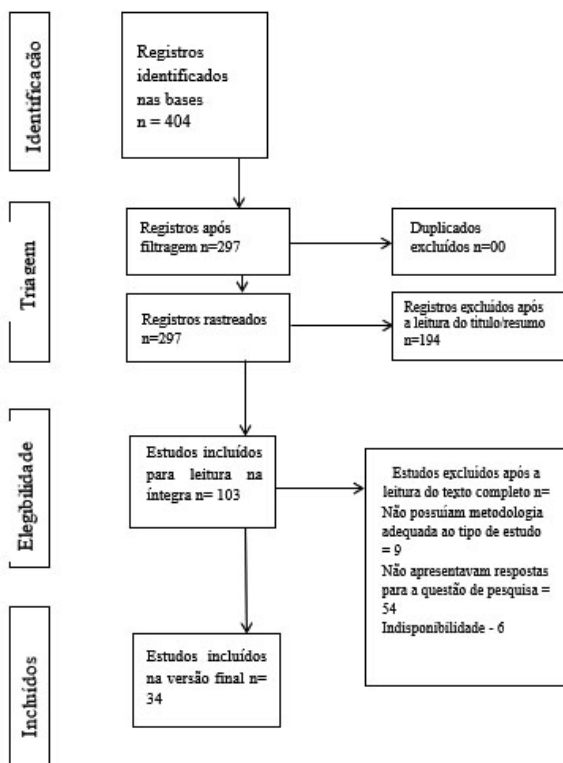 Identificacão
Registros
identificados
nas bases
n = 404
Triagem
Registros após
filtragem n=297
Duplicados
excluídos n=00
Registros rastreados
n=297
Registros excluídos após
a leitura do titulo/resumo
n=194
Elegibilidade
Estudos incluídos
para leitura na
íntegra n= 103
Estudos excluidos após a
leitura do texto completo n=
Não possuíam metodologia
adequada ao tipo de estudo
= 9
Não apresentavam respostas
para a questão de pesquisa =
54
Indisponibilidade - 6
Incluídos
Estudos incluídos
na versão final n=
34